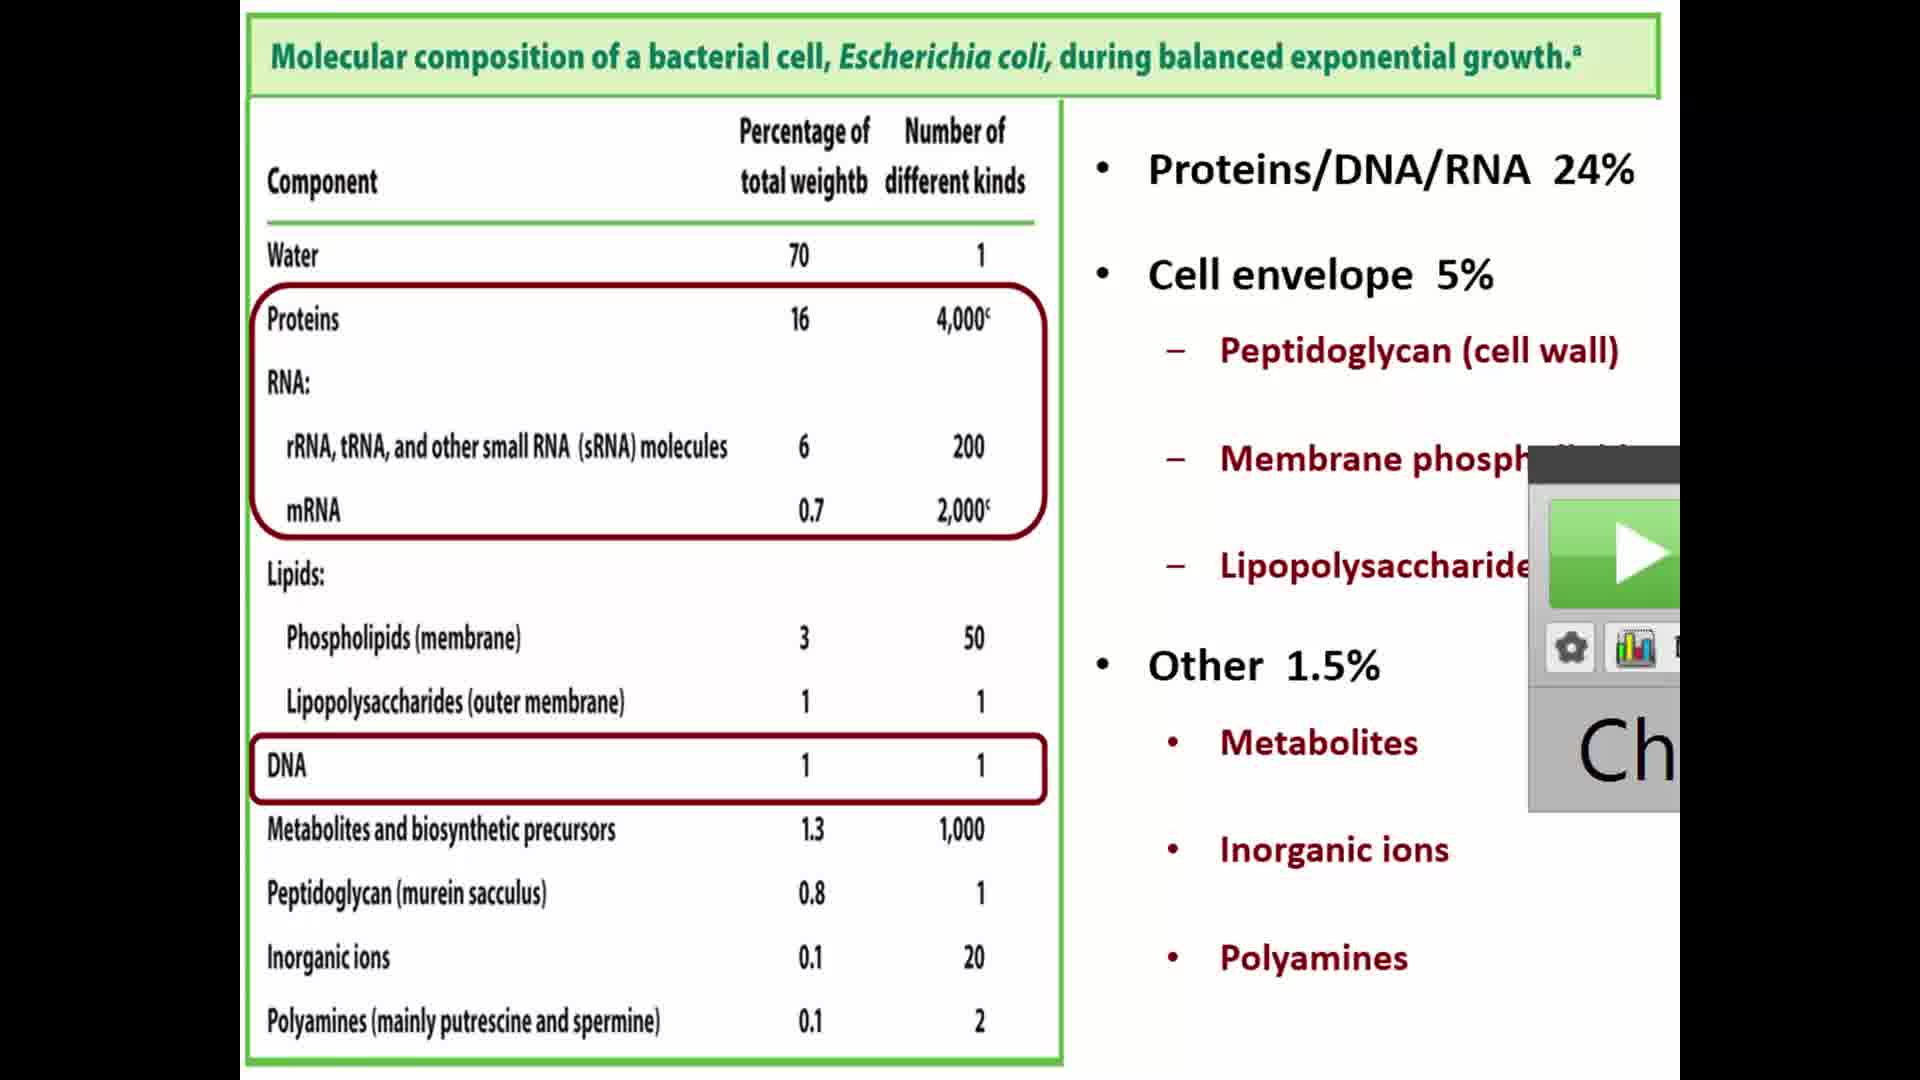 Molecular composition of a bacterial cell, Escherichia coli, during balanced exponential growth.ᵃ
Percentage of Number of
Component total weightb different kinds
Water 70 1
Proteins 16 4,000ᶜ
RNA:
rRNA, tRNA, and other small RNA (sRNA) molecules 6 200
mRNA 0.7 2,000ᶜ
Lipids:
Phospholipids (membrane) 3 50
Lipopolysaccharides (outer membrane) 1 1
DNA 1 1
Metabolites and biosynthetic precursors 1.3 1,000
Peptidoglycan (murein sacculus) 0.8 1
Inorganic ions 0.1 20
Polyamines (mainly putrescine and spermine) 0.1 2
• Proteins/DNA/RNA 24%
• Cell envelope 5%
– Peptidoglycan (cell wall)
– Membrane phosph
– Lipopolysaccharide
• Other 1.5%
• Metabolites
• Inorganic ions
• Polyamines
Ch